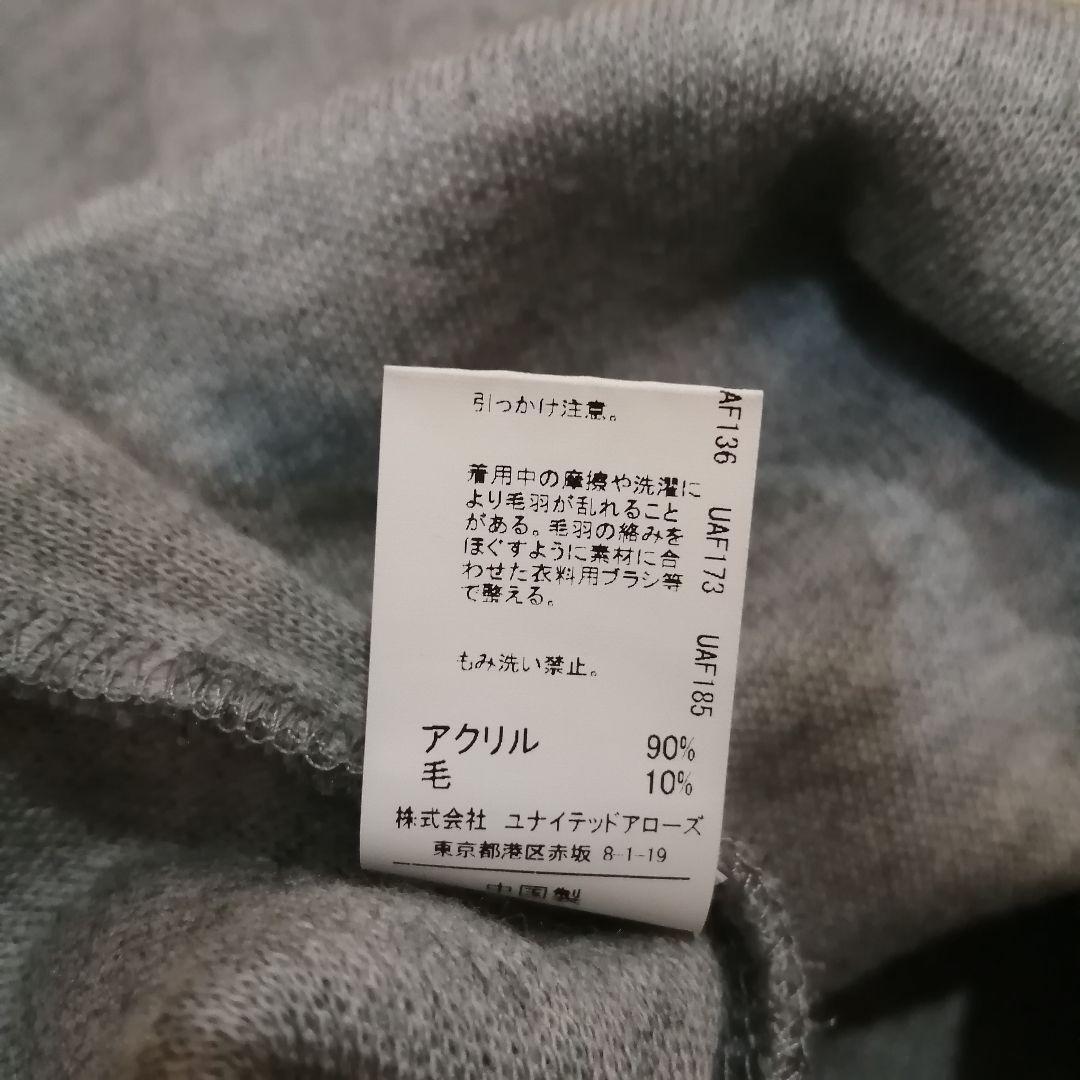 引っかけ注意。
着用中の摩擦や洗濯に
より毛羽が乱れること
がある。毛羽の絡みを
ほぐすように素材に合
わせた衣料用ブラシ等
で整える。
もみ洗い禁止。
アクリル 90%
毛 10%
株式会社 ユナイテッドアローズ
東京都港区赤坂 8-1-19
中国製
AF136 UAF173 UAF185